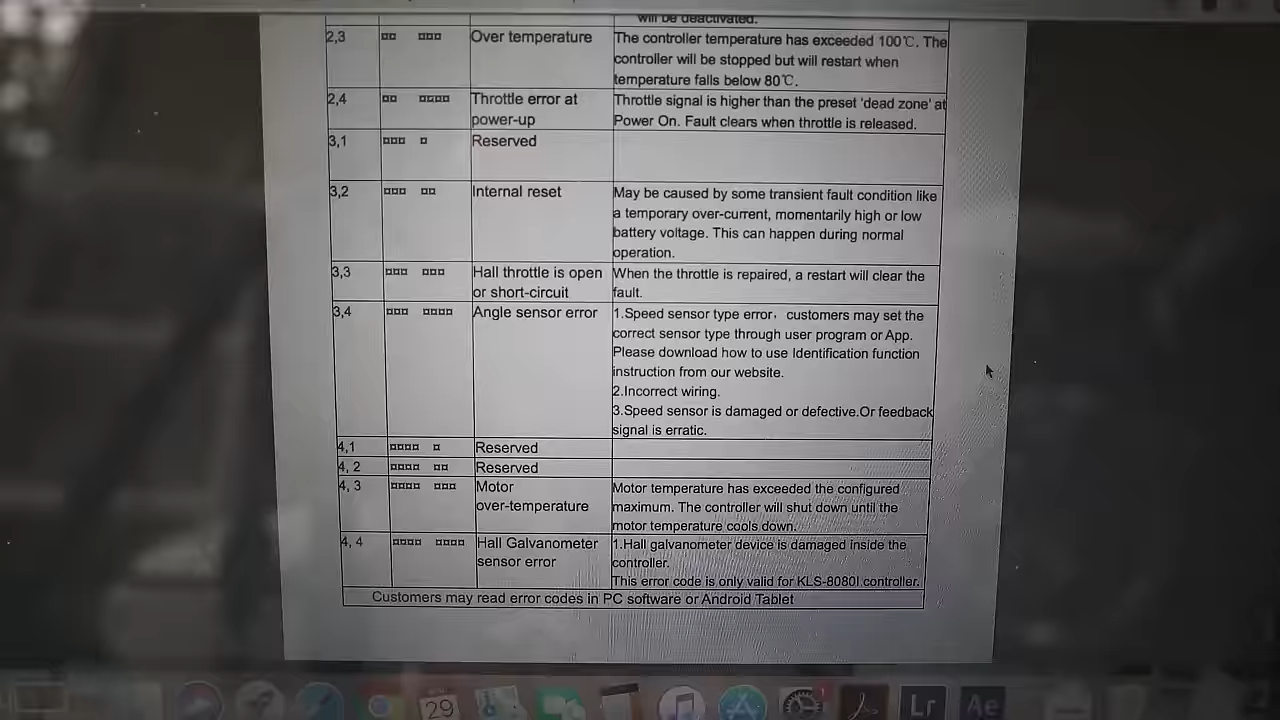 will be deactivated.
2,3 ¤¤ ¤¤¤ Over temperature The controller temperature has exceeded 100℃. The
controller will be stopped but will restart when
temperature falls below 80℃.
2,4 ¤¤ ¤¤¤¤ Throttle error at Throttle signal is higher than the preset 'dead zone' at
power-up Power On. Fault clears when throttle is released.
3,1 ¤¤¤ ¤ Reserved
3,2 ¤¤¤ ¤¤ Internal reset May be caused by some transient fault condition like
a temporary over-current, momentarily high or low
battery voltage. This can happen during normal
operation.
3,3 ¤¤¤ ¤¤¤ Hall throttle is open When the throttle is repaired, a restart will clear the
or short-circuit fault.
3,4 ¤¤¤ ¤¤¤¤ Angle sensor error 1.Speed sensor type error，customers may set the
correct sensor type through user program or App.
Please download how to use Identification function
instruction from our website.
2.Incorrect wiring.
3.Speed sensor is damaged or defective.Or feedback
signal is erratic.
4,1 ¤¤¤¤ ¤ Reserved
4, 2 ¤¤¤¤ ¤¤ Reserved
4, 3 ¤¤¤¤ ¤¤¤ Motor Motor temperature has exceeded the configured
over-temperature maximum. The controller will shut down until the
motor temperature cools down.
4, 4 ¤¤¤¤ ¤¤¤¤ Hall Galvanometer 1.Hall galvanometer device is damaged inside the
sensor error controller.
This error code is only valid for KLS-8080I controller.
Customers may read error codes in PC software or Android Tablet
29
Lr
Ae